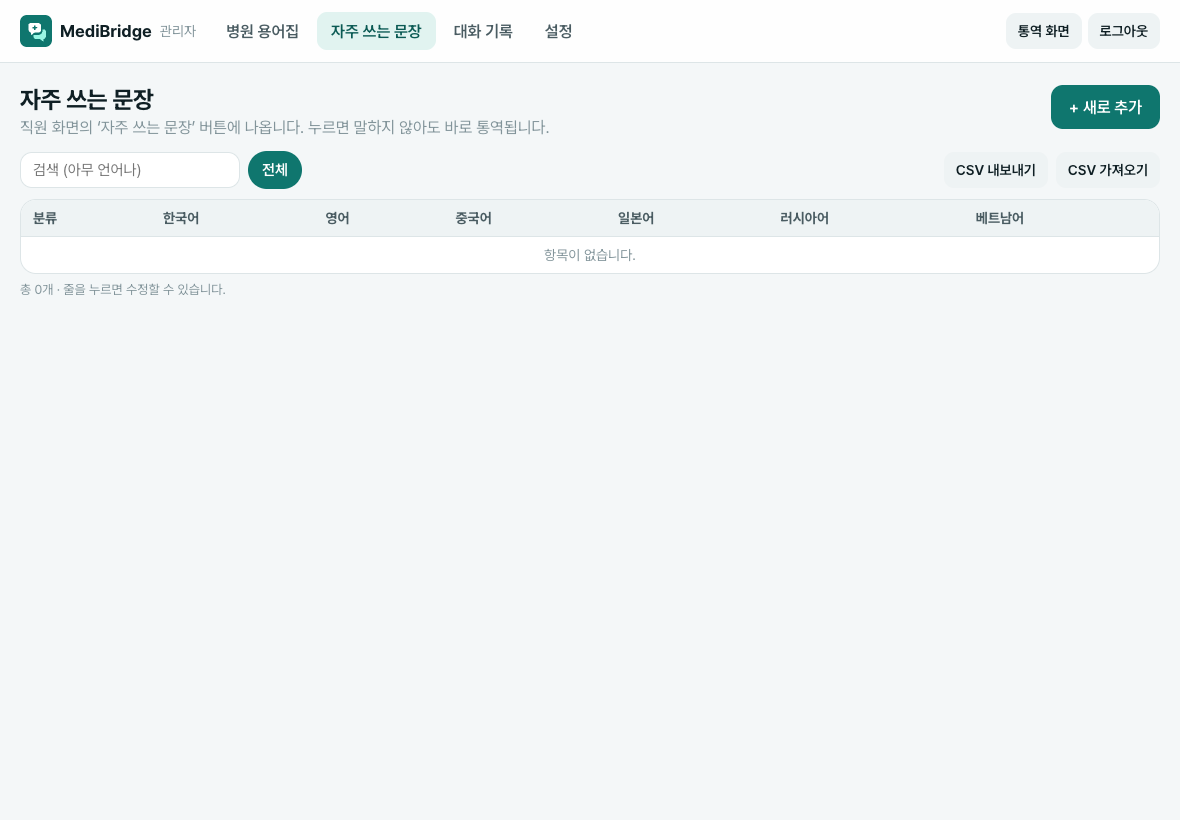 MediBridge 관리자 병원 용어집 자주 쓰는 문장 대화 기록 설정 통역 화면 로그아웃
자주 쓰는 문장
+ 새로 추가
직원 화면의 '자주 쓰는 문장' 버튼에 나옵니다. 누르면 말하지 않아도 바로 통역됩니다.
검색 (아무 언어나) 전체 CSV 내보내기 CSV 가져오기
분류 한국어 영어 중국어 일본어 러시아어 베트남어
항목이 없습니다.
총 0개 · 줄을 누르면 수정할 수 있습니다.